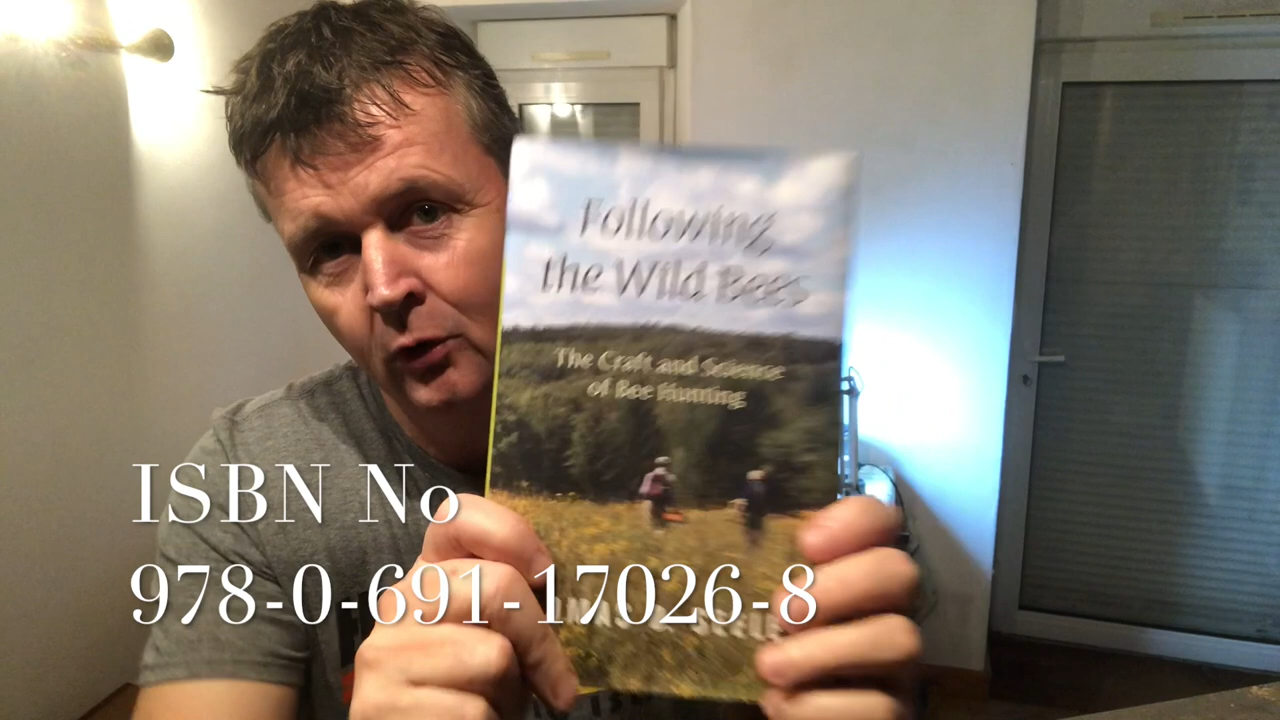 Following
the Wild Bees
The Craft and Science
of Bee Hunting
ISBN No
978-0-691-17026-8